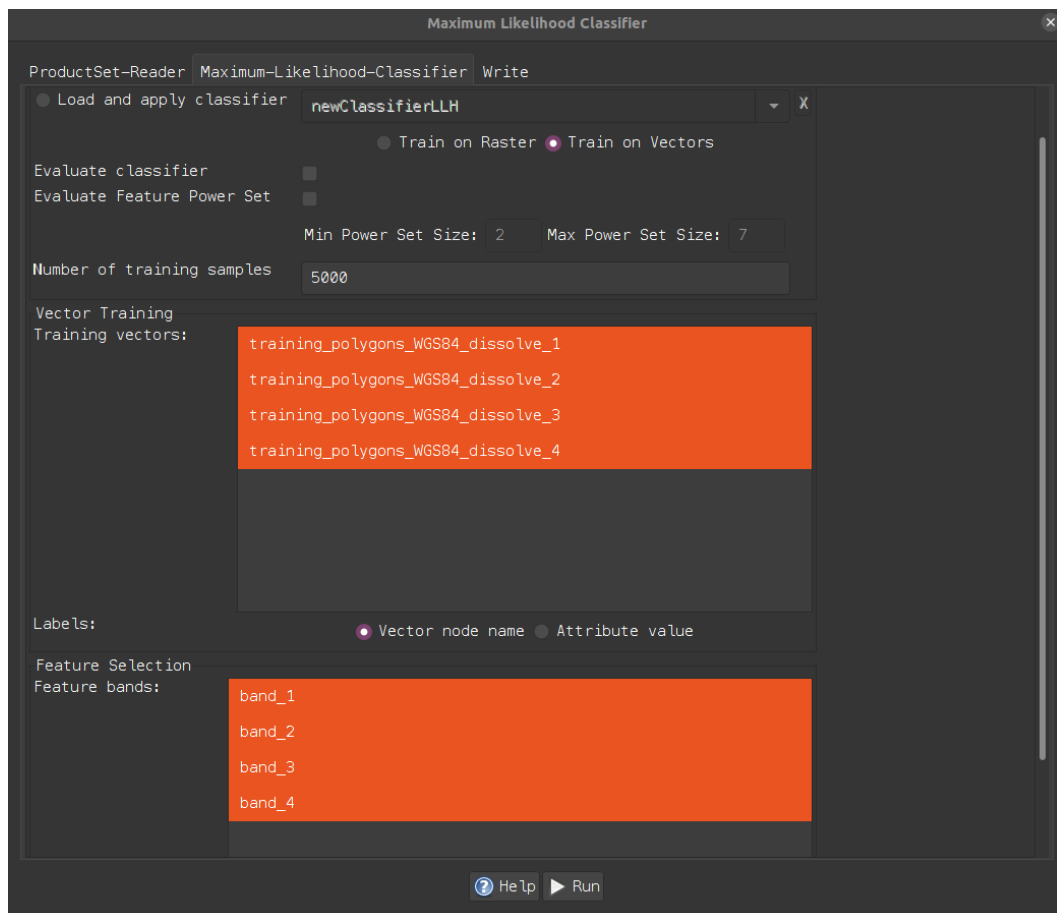 Maximum Likelihood Classifier
ProductSet-Reader Maximum-Likelihood-Classifier Write
Load and apply classifier newClassifierLLH X
Train on Raster Train on Vectors
Evaluate classifier
Evaluate Feature Power Set
Min Power Set Size: 2 Max Power Set Size: 7
Number of training samples 5000
Vector Training
Training vectors:
training_polygons_WGS84_dissolve_1
training_polygons_WGS84_dissolve_2
training_polygons_WGS84_dissolve_3
training_polygons_WGS84_dissolve_4
Labels: Vector node name Attribute value
Feature Selection
Feature bands:
band_1
band_2
band_3
band_4
? Help Run